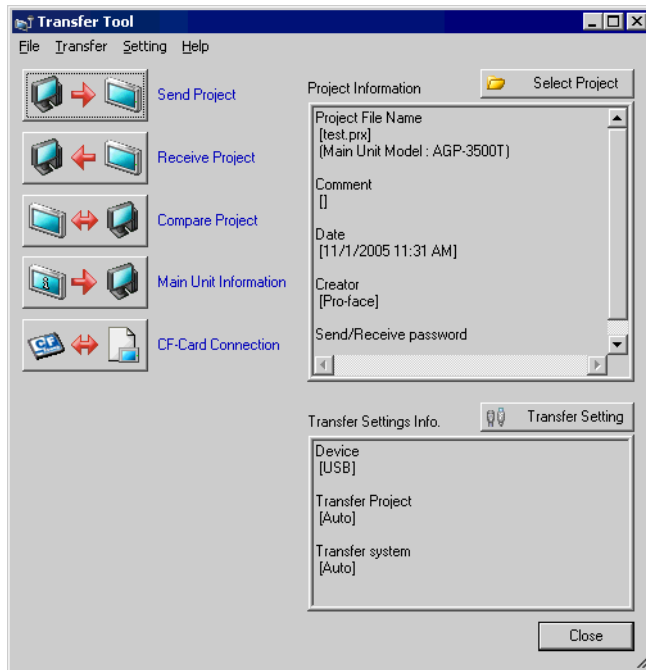 Transfer Tool
File Transfer Setting Help
Send Project
Receive Project
Compare Project
Main Unit Information
CF
CF-Card Connection
Project Information
Select Project
Project File Name
[test.prx]
(Main Unit Model : AGP-3500T)
Comment
[]
Date
[11/1/2005 11:31 AM]
Creator
[Pro-face]
Send/Receive password
Transfer Settings Info.
Transfer Setting
Device
[USB]
Transfer Project
[Auto]
Transfer system
[Auto]
Close